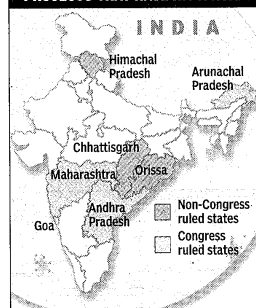 INDIA
Himachal
Pradesh
Arunachal
Pradesh
Chhattisgarh
Maharashtra
Orissa
Andhra
Pradesh
Goa
Non-Congress
ruled states
Congress
ruled states